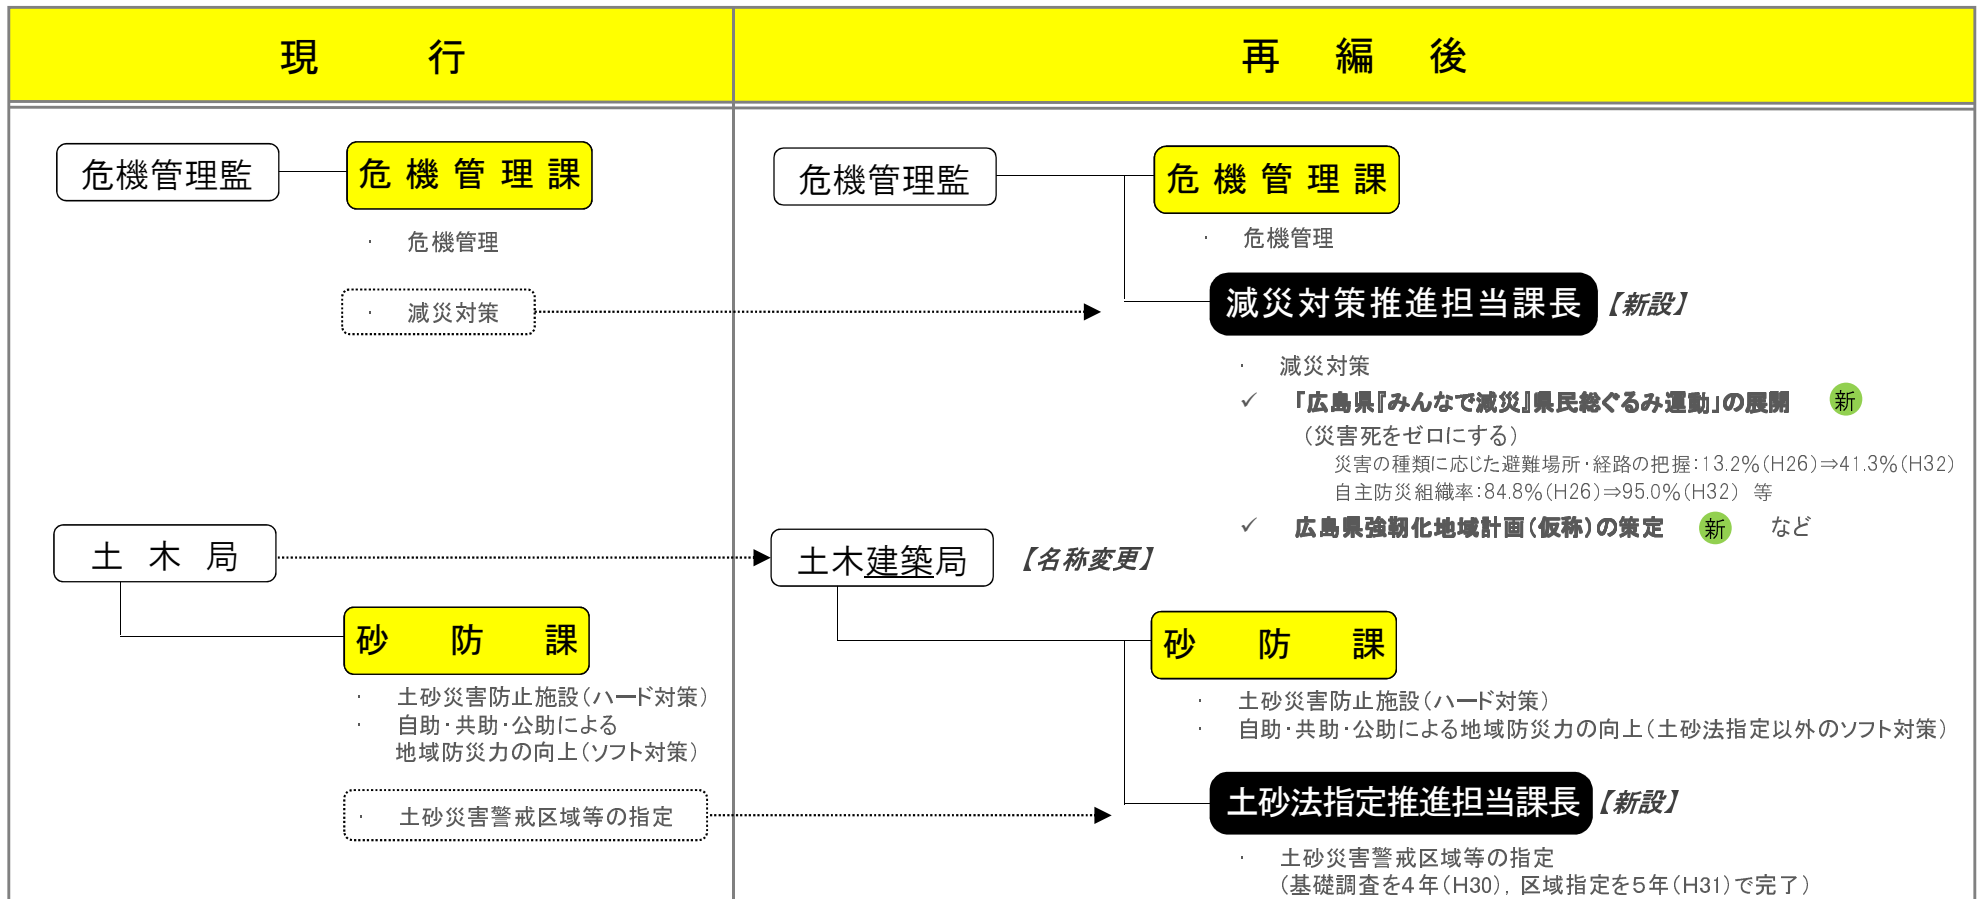 現 行
危機管理監
危機管理課
・ 危機管理
・ 減災対策
土木局
砂防課
・ 土砂災害防止施設(ハード対策)
・ 自助・共助・公助による
地域防災力の向上(ソフト対策)
・ 土砂災害警戒区域等の指定
再編後
危機管理監
危機管理課
・ 危機管理
減災対策推進担当課長 【新設】
・ 減災対策
✓ 「広島県『みんなで減災』県民総ぐるみ運動」の展開 新
(災害死をゼロにする)
災害の種類に応じた避難場所・経路の把握:13.2%(H26)⇒41.3%(H32)
自主防災組織率:84.8%(H26)⇒95.0%(H32) 等
✓ 広島県強靭化地域計画(仮称)の策定 新 など
土木建築局 【名称変更】
砂防課
・ 土砂災害防止施設(ハード対策)
・ 自助・共助・公助による地域防災力の向上(土砂法指定以外のソフト対策)
土砂法指定推進担当課長 【新設】
・ 土砂災害警戒区域等の指定
(基礎調査を4年(H30),区域指定を5年(H31)で完了)